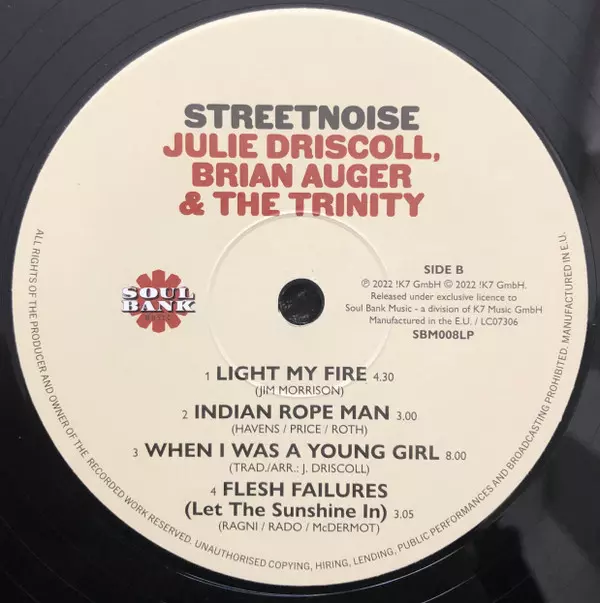 STREETNOISE
JULIE DRISCOLL,
BRIAN AUGER
& THE TRINITY
SOUL
BANK
MUSIC
SIDE B
℗ 2022 !K7 GmbH © 2022 !K7 GmbH.
Released under exclusive licence to
Soul Bank Music - a division of K7 Music GmbH
Manufactured in the E.U. / LC07306
SBM008LP
1 LIGHT MY FIRE 4.30
(JIM MORRISON)
2 INDIAN ROPE MAN 3.00
(HAVENS / PRICE / ROTH)
3 WHEN I WAS A YOUNG GIRL 8.00
(TRAD./ARR.: J. DRISCOLL)
4 FLESH FAILURES
(Let The Sunshine In) 3.05
(RAGNI / RADO / McDERMOT)
ALL RIGHTS OF THE PRODUCER AND OWNER OF THE RECORDED WORK RESERVED. UNAUTHORISED COPYING, HIRING, LENDING, PUBLIC PERFORMANCES AND BROADCASTING PROHIBITED. MANUFACTURED IN E.U.